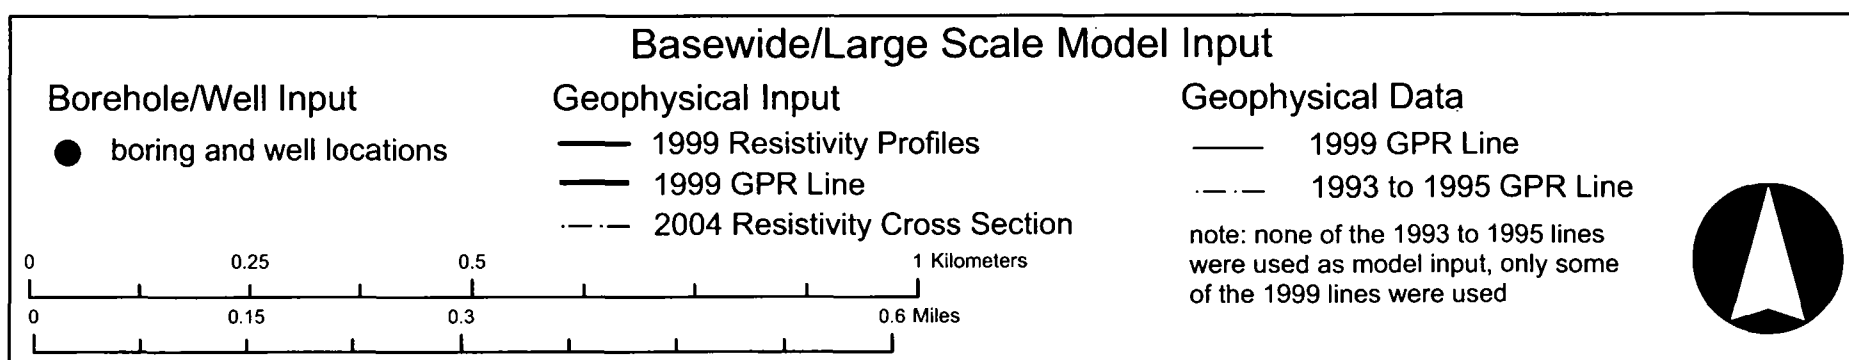 Basewide/Large Scale Model Input
Borehole/Well Input
boring and well locations
Geophysical Input
1999 Resistivity Profiles
1999 GPR Line
2004 Resistivity Cross Section
Geophysical Data
1999 GPR Line
1993 to 1995 GPR Line
note: none of the 1993 to 1995 lines
were used as model input, only some
of the 1999 lines were used
0 0.25 0.5 1 Kilometers
0 0.15 0.3 0.6 Miles